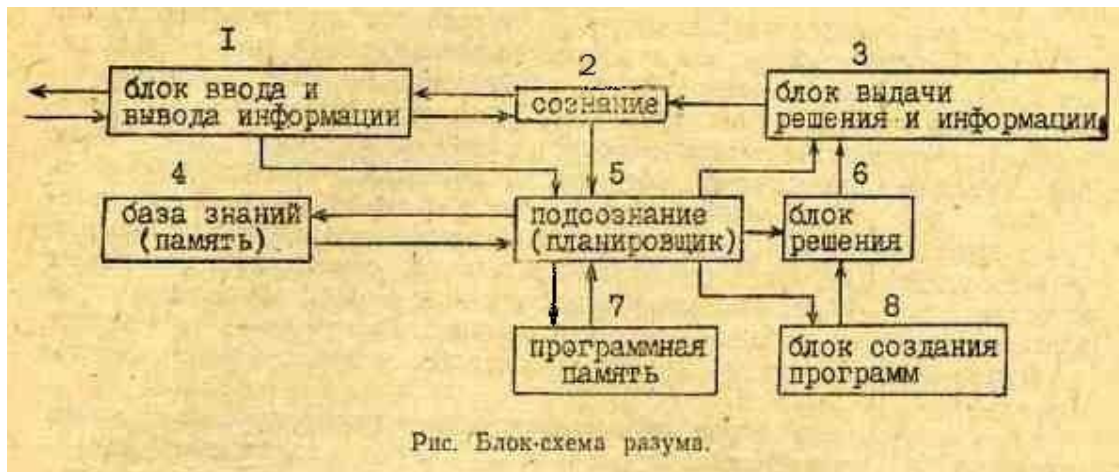 I
блок ввода и
вывода информации
2
сознание
3
блок выдачи
решения и информации
4
база знаний
(память)
5
подсознание
(планировщик)
6
блок
решения
7
программная
память
8
блок создания
программ
Рис. Блок-схема разума.